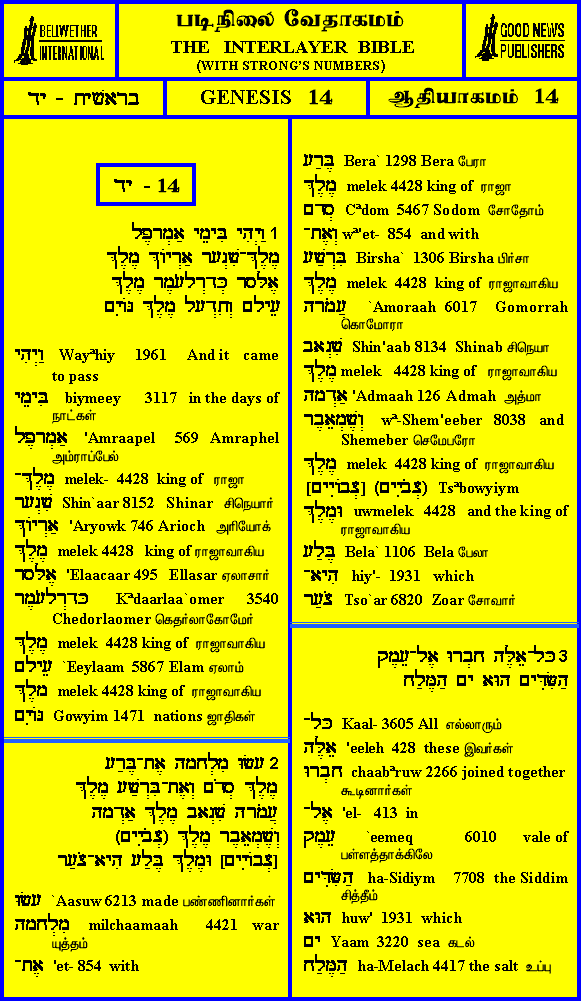 BELLWETHER
INTERNATIONAL
படிநிலை வேதாகமம்
THE INTERLAYER BIBLE
(WITH STRONG'S NUMBERS)
GOOD NEWS
PUBLISHERS
בראשית - יד
GENESIS 14
ஆதியாகமம் 14
יד - 14
1 וַיְהִי בִּימֵי אַמְרָפֶל
מֶלֶךְ־שִׁנְעָר אַרְיוֹךְ מֶלֶךְ
אֶלָּסָר כְּדָרְלָעֹמֶר מֶלֶךְ
עֵילָם וְתִדְעָל מֶלֶךְ גּוֹיִם
וַיְהִי Wayᵊhiy 1961 And it came
to pass
בִּימֵי biymeey 3117 in the days of
நாட்கள்
אַמְרָפֶל 'Amraapel 569 Amraphel
அம்ராப்பேல்
מֶלֶךְ־ melek- 4428 king of ராஜா
שִׁנְעָר Shin`aar 8152 Shinar சிநெயார்
אַרְיוֹךְ 'Aryowk 746 Arioch அரியோக்
מֶלֶךְ melek 4428 king of ராஜாவாகிய
אֶלָּסָר 'Elaacaar 495 Ellasar ஏலாசார்
כְּדָרְלָעֹמֶר Kᵊdaarlaa`omer 3540
Chedorlaomer கெதர்லாகோமேர்
מֶלֶךְ melek 4428 king of ராஜாவாகிய
עֵילָם `Eeylaam 5867 Elam ஏலாம்
מֶלֶךְ melek 4428 king of ராஜாவாகிய
גּוֹיִם Gowyim 1471 nations ஜாதிகள்
2 עָשׂוּ מִלְחָמָה אֶת־בֶּרַע
מֶלֶךְ סְדֹם וְאֶת־בִּרְשַׁע מֶלֶךְ
עֲמֹרָה שִׁנְאָב מֶלֶךְ אַדְמָה
וְשֶׁמְאֵבֶר מֶלֶךְ (צְבֹיִים)
[צְבוֹיִים] וּמֶלֶךְ בֶּלַע הִיא־צֹעַר
עָשׂוּ `Aasuw 6213 made பண்ணினார்கள்
מִלְחָמָה milchaamaah 4421 war
யுத்தம்
אֶת־ 'et- 854 with
בֶּרַע Bera` 1298 Bera பேரா
מֶלֶךְ melek 4428 king of ராஜா
סְדֹם Cᵊdom 5467 Sodom சோதோம்
וְאֶת־ wᵊ'et- 854 and with
בִּרְשַׁע Birsha` 1306 Birsha பிர்சா
מֶלֶךְ melek 4428 king of ராஜாவாகிய
עֲמֹרָה `Amoraah 6017 Gomorrah
கொமோரா
שִׁנְאָב Shin'aab 8134 Shinab சிநெயா
מֶלֶךְ melek 4428 king of ராஜாவாகிய
אַדְמָה 'Admaah 126 Admah அத்மா
וְשֶׁמְאֵבֶר wᵊ-Shem'eeber 8038 and
Shemeber செமேபரோ
מֶלֶךְ melek 4428 king of ராஜாவாகிய
[צְבוֹיִים] (צְבֹיִים) Tsᵊbowyiym
וּמֶלֶךְ uwmelek 4428 and the king of
ராஜாவாகிய
בֶּלַע Bela` 1106 Bela பேலா
הִיא־ hiy'- 1931 which
צֹעַר Tso`ar 6820 Zoar சோவார்
3 כָּל־אֵלֶּה חָבְרוּ אֶל־עֵמֶק
הַשִּׂדִּים הוּא יָם הַמֶּלַח
כָּל־ Kaal- 3605 All எல்லாரும்
אֵלֶּה 'eeleh 428 these இவர்கள்
חָבְרוּ chaabᵊruw 2266 joined together
கூடினார்கள்
אֶל־ 'el- 413 in
עֵמֶק `eemeq 6010 vale of
பள்ளத்தாக்கிலே
הַשִּׂדִּים ha-Sidiym 7708 the Siddim
சித்தீம்
הוּא huw' 1931 which
יָם Yaam 3220 sea கடல்
הַמֶּלַח ha-Melach 4417 the salt உப்பு